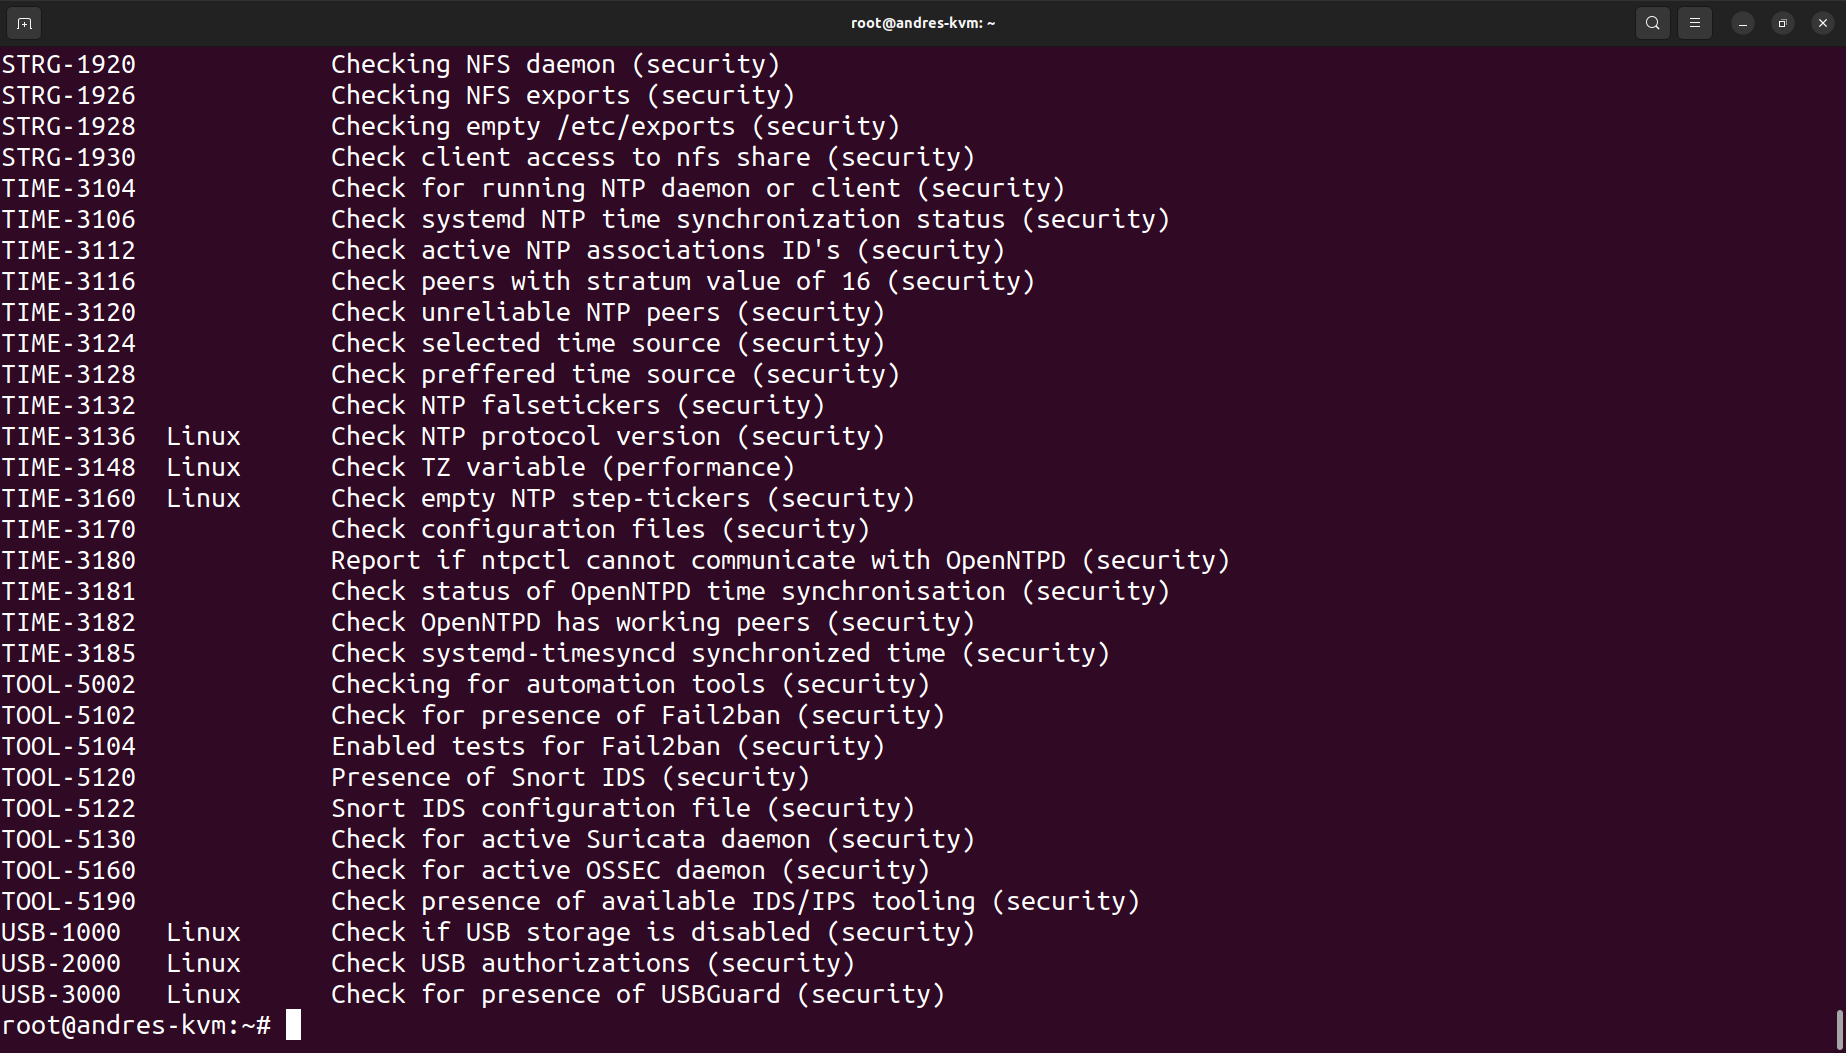 root@andres-kvm: ~
STRG-1920             Checking NFS daemon (security)
STRG-1926             Checking NFS exports (security)
STRG-1928             Checking empty /etc/exports (security)
STRG-1930             Check client access to nfs share (security)
TIME-3104             Check for running NTP daemon or client (security)
TIME-3106             Check systemd NTP time synchronization status (security)
TIME-3112             Check active NTP associations ID's (security)
TIME-3116             Check peers with stratum value of 16 (security)
TIME-3120             Check unreliable NTP peers (security)
TIME-3124             Check selected time source (security)
TIME-3128             Check preffered time source (security)
TIME-3132             Check NTP falsetickers (security)
TIME-3136  Linux      Check NTP protocol version (security)
TIME-3148  Linux      Check TZ variable (performance)
TIME-3160  Linux      Check empty NTP step-tickers (security)
TIME-3170             Check configuration files (security)
TIME-3180             Report if ntpctl cannot communicate with OpenNTPD (security)
TIME-3181             Check status of OpenNTPD time synchronisation (security)
TIME-3182             Check OpenNTPD has working peers (security)
TIME-3185             Check systemd-timesyncd synchronized time (security)
TOOL-5002             Checking for automation tools (security)
TOOL-5102             Check for presence of Fail2ban (security)
TOOL-5104             Enabled tests for Fail2ban (security)
TOOL-5120             Presence of Snort IDS (security)
TOOL-5122             Snort IDS configuration file (security)
TOOL-5130             Check for active Suricata daemon (security)
TOOL-5160             Check for active OSSEC daemon (security)
TOOL-5190             Check presence of available IDS/IPS tooling (security)
USB-1000   Linux      Check if USB storage is disabled (security)
USB-2000   Linux      Check USB authorizations (security)
USB-3000   Linux      Check for presence of USBGuard (security)
root@andres-kvm:~#